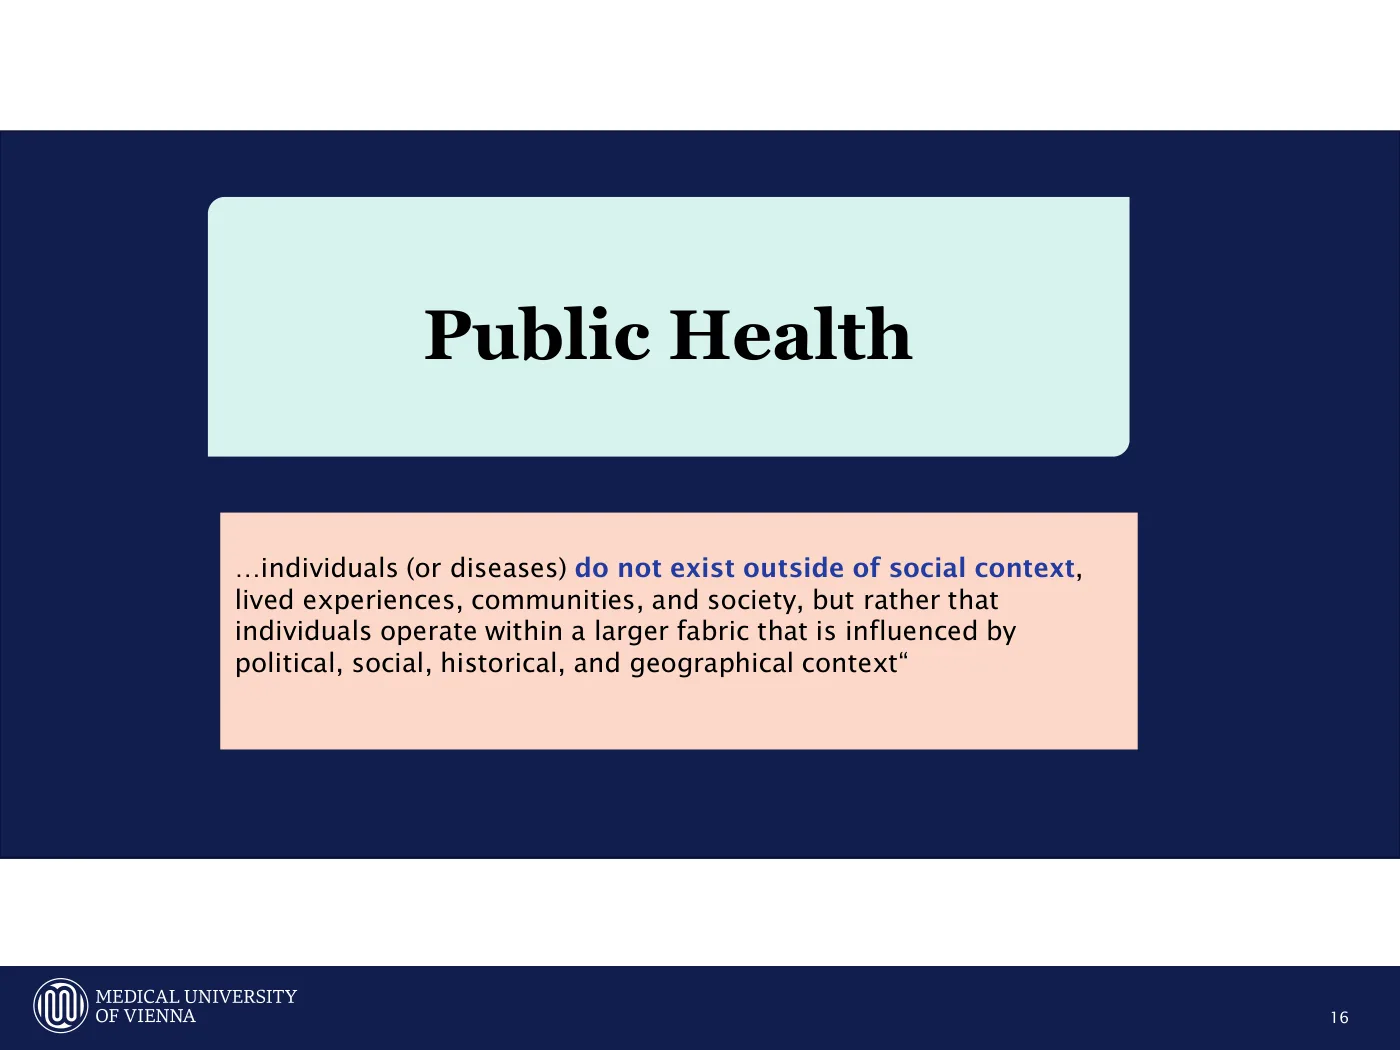 Public Health
…individuals (or diseases) do not exist outside of social context,
lived experiences, communities, and society, but rather that
individuals operate within a larger fabric that is influenced by
political, social, historical, and geographical context“
MEDICAL UNIVERSITY
OF VIENNA
16